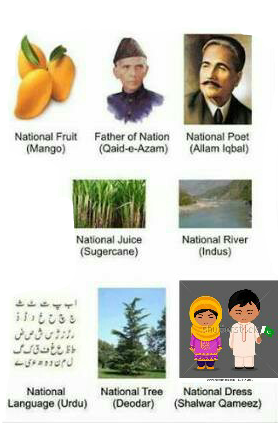 National Fruit
(Mango)
Father of Nation
(Qaid-e-Azam)
National Poet
(Allam Iqbal)
National Juice
(Sugercane)
National River
(Indus)
ا ب پ ت ٹ ث
ج چ ح خ د ڈ ذ
ر ڑ ز ژ س ش ص ض
ط ظ ع غ ف ق ک گ
ل م ن و ہ ء ی ے
National
Language (Urdu)
National Tree
(Deodar)
National Dress
(Shalwar Qameez)